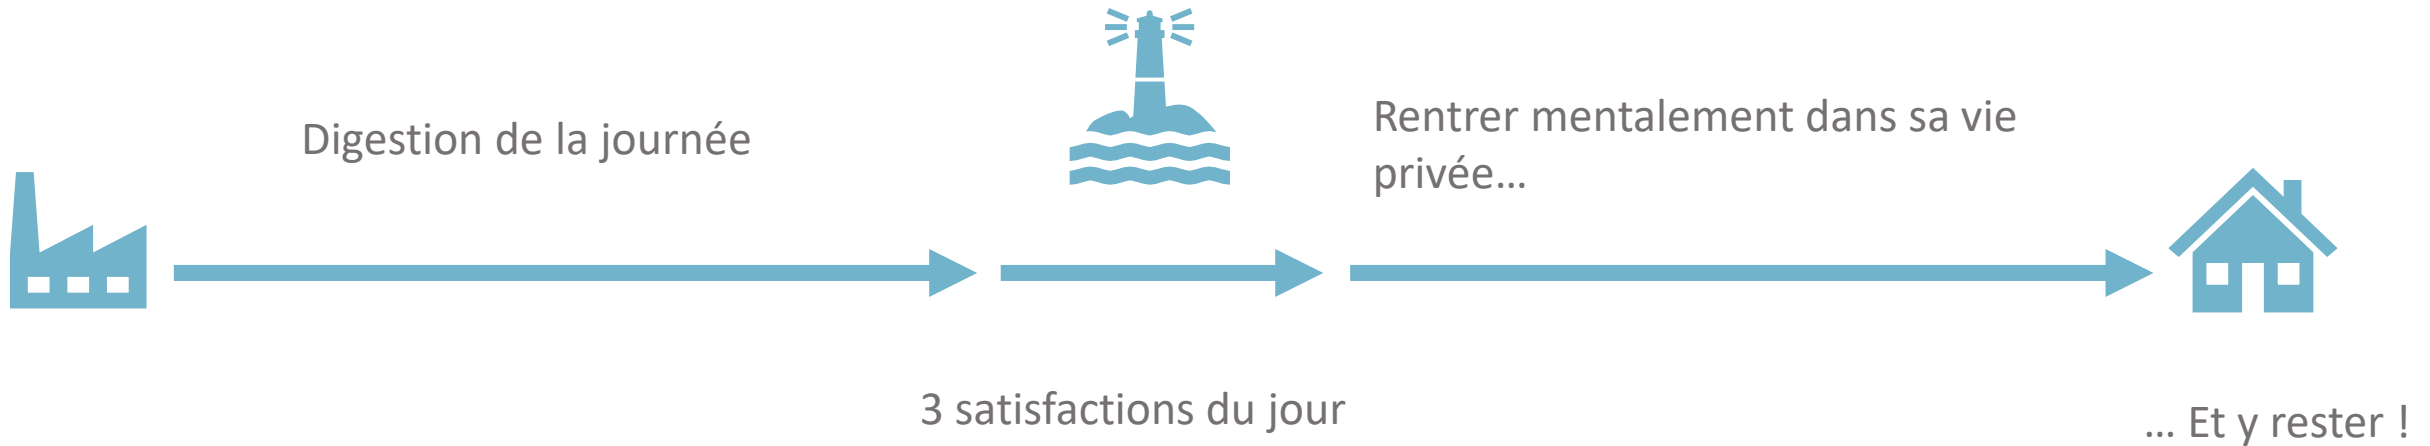 Digestion de la journée
Rentrer mentalement dans sa vie
privée…
3 satisfactions du jour
… Et y rester !